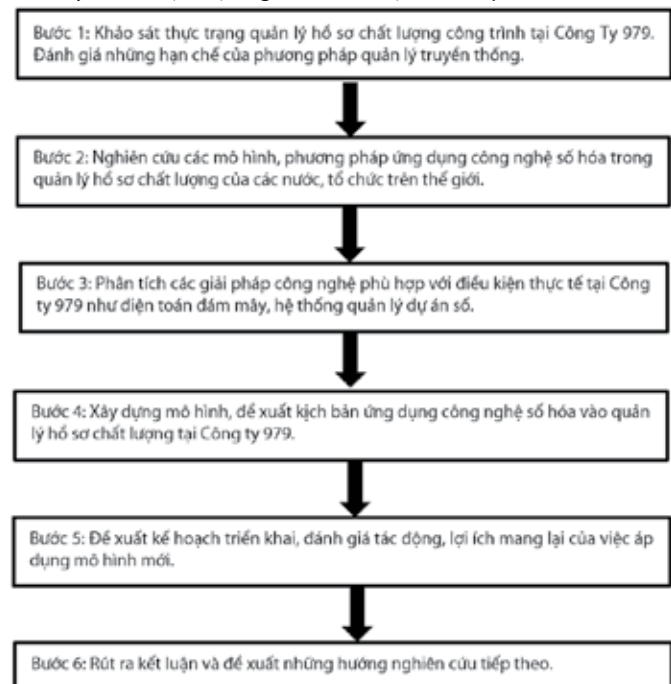 Bước 1: Khảo sát thực trạng quản lý hồ sơ chất lượng công trình tại Công Ty 979.
Đánh giá những hạn chế của phương pháp quản lý truyền thống.
Bước 2: Nghiên cứu các mô hình, phương pháp ứng dụng công nghệ số hóa trong
quản lý hồ sơ chất lượng của các nước, tổ chức trên thế giới.
Bước 3: Phân tích các giải pháp công nghệ phù hợp với điều kiện thực tế tại Công
ty 979 như điện toán đám mây, hệ thống quản lý dự án số.
Bước 4: Xây dựng mô hình, đề xuất kịch bản ứng dụng công nghệ số hóa vào quản
lý hồ sơ chất lượng tại Công ty 979.
Bước 5: Đề xuất kế hoạch triển khai, đánh giá tác động, lợi ích mang lại của việc áp
dụng mô hình mới.
Bước 6: Rút ra kết luận và đề xuất những hướng nghiên cứu tiếp theo.